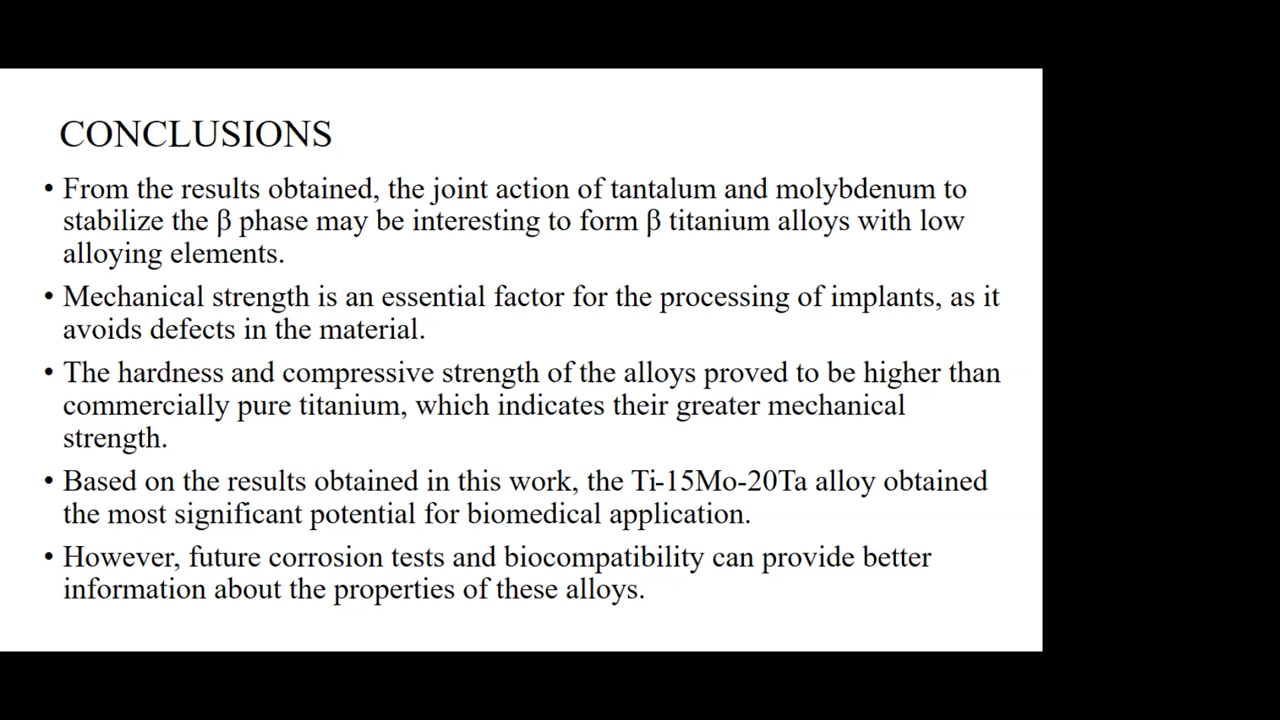 CONCLUSIONS
• From the results obtained, the joint action of tantalum and molybdenum to
stabilize the β phase may be interesting to form β titanium alloys with low
alloying elements.
• Mechanical strength is an essential factor for the processing of implants, as it
avoids defects in the material.
• The hardness and compressive strength of the alloys proved to be higher than
commercially pure titanium, which indicates their greater mechanical
strength.
• Based on the results obtained in this work, the Ti-15Mo-20Ta alloy obtained
the most significant potential for biomedical application.
• However, future corrosion tests and biocompatibility can provide better
information about the properties of these alloys.